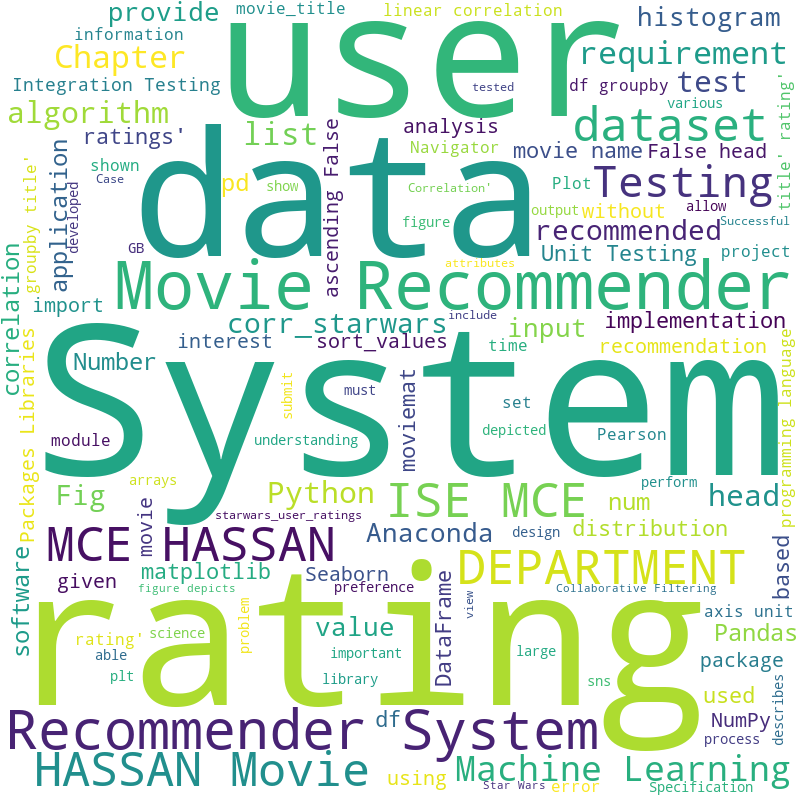 provide
movie_title
linear correlation
histogram
user
information
Chapter
requirement
Integration Testing
tested
df groupby
test
algorithm
various
dataset
ratings'
list
analysis
movie name
False head
title' rating'
data
Navigator
shown
Case
pd
show
Correlation'
Plot
Testing
application
developed
ascending False
figure
output
without
allow
Successful
recommended
groupby title'
GB
Unit Testing
project
correlation
attributes
Movie Recommender
import
corr_starwars
include
input
implementation
System
Number
interest
sort_values
time
recommendation
programming language
Packages Libraries
submit
must
moviemat
set
module
understanding
depicted
Pearson
arrays
perform
Fig
Python
ISE MCE
num
head
movie
starwars_user_ratings
MCE HASSAN
Anaconda
design
distribution
software
matplotlib
DEPARTMENT
based
given
Seaborn
figure depicts
preference
DataFrame
Collaborative Filtering
rating
view
axis unit
problem
science
value
Pandas
rating'
able
important
large
package
plt
library
sns
used
describes
Recommender System
df
NumPy
process
HASSAN Movie
using
Machine Learning
Star Wars
error
Specification